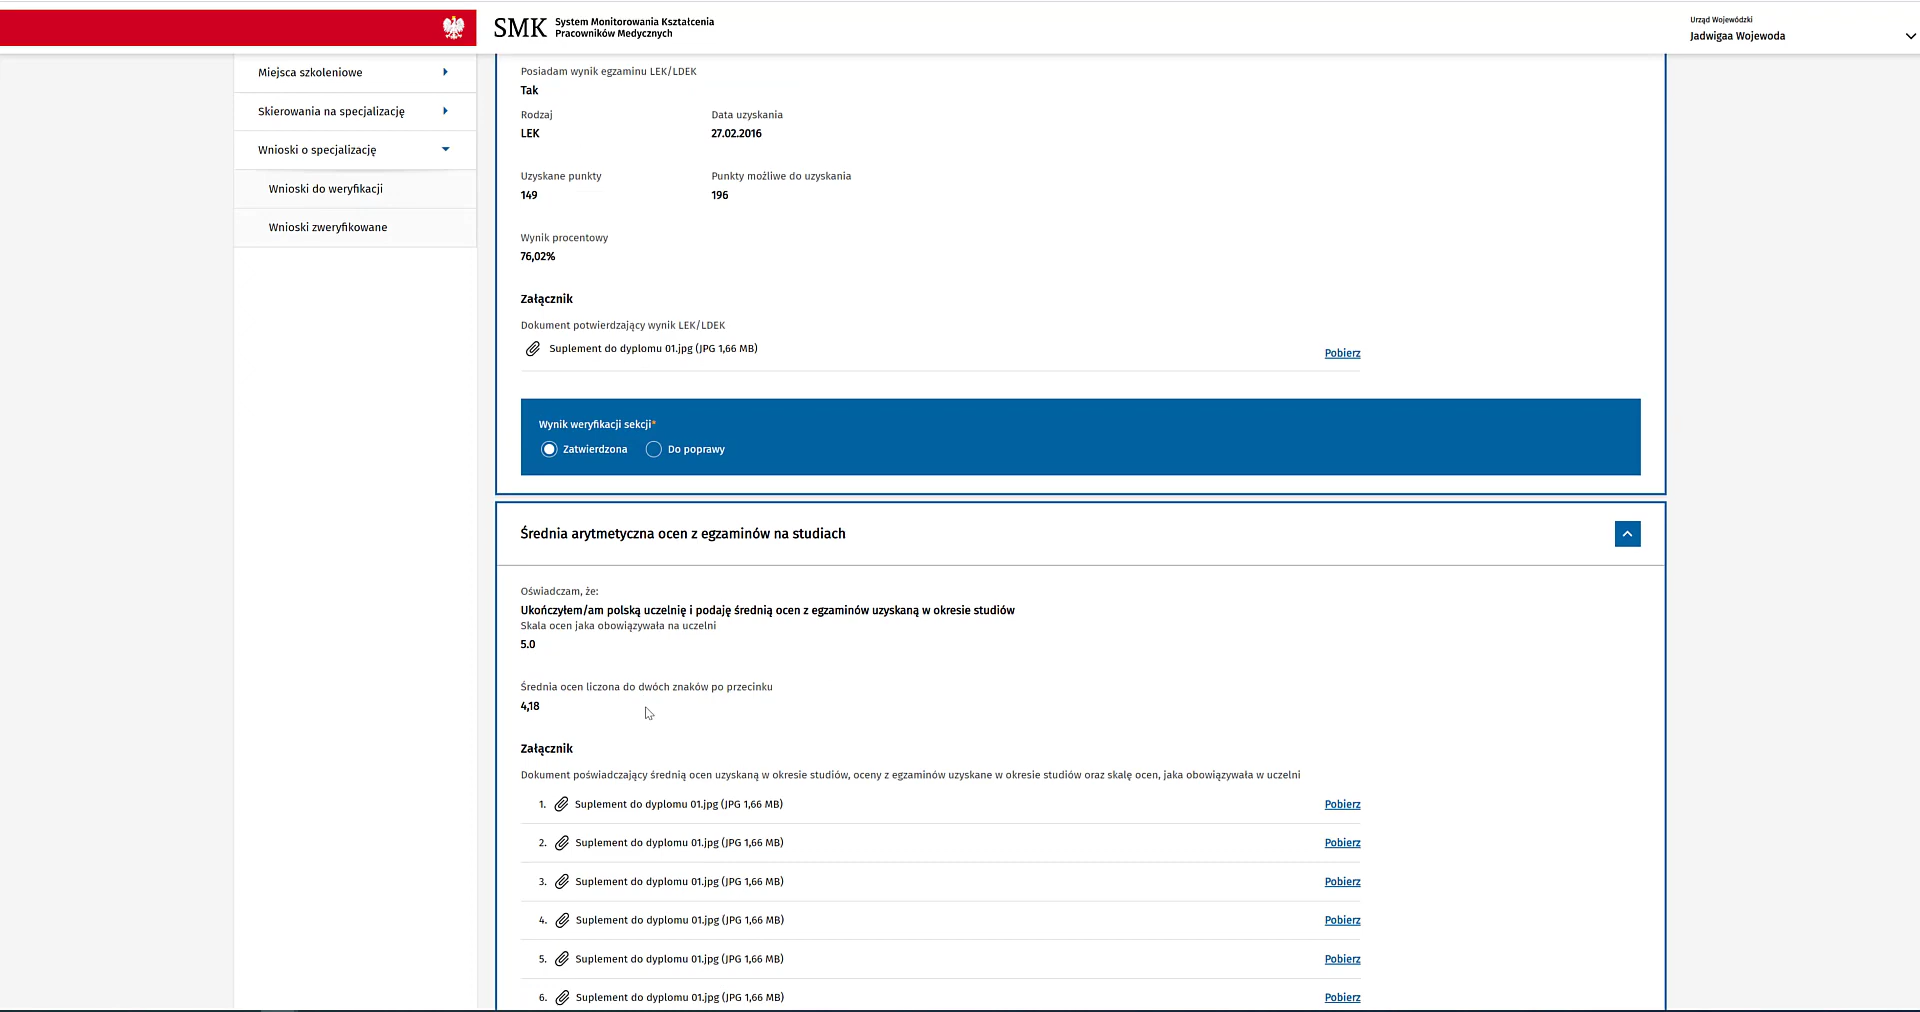 SMK
System Monitorowania Kształcenia
Pracowników Medycznych
Urząd Wojewódzki
Jadwigaa Wojewoda
Miejsca szkoleniowe
Skierowania na specjalizację
Wnioski o specjalizację
Wnioski do weryfikacji
Wnioski zweryfikowane
Posiadam wynik egzaminu LEK/LDEK
Tak
Rodzaj
LEK
Data uzyskania
27.02.2016
Uzyskane punkty
149
Punkty możliwe do uzyskania
196
Wynik procentowy
76,02%
Załącznik
Dokument potwierdzający wynik LEK/LDEK
Suplement do dyplomu 01.jpg (JPG 1,66 MB)
Pobierz
Wynik weryfikacji sekcji*
Zatwierdzona
Do poprawy
Średnia arytmetyczna ocen z egzaminów na studiach
Oświadczam, że:
Ukończyłem/am polską uczelnię i podaję średnią ocen z egzaminów uzyskaną w okresie studiów
Skala ocen jaka obowiązywała na uczelni
5.0
Średnia ocen liczona do dwóch znaków po przecinku
4,18
Załącznik
Dokument poświadczający średnią ocen uzyskaną w okresie studiów, oceny z egzaminów uzyskane w okresie studiów oraz skalę ocen, jaka obowiązywała w uczelni
1. Suplement do dyplomu 01.jpg (JPG 1,66 MB) Pobierz
2. Suplement do dyplomu 01.jpg (JPG 1,66 MB) Pobierz
3. Suplement do dyplomu 01.jpg (JPG 1,66 MB) Pobierz
4. Suplement do dyplomu 01.jpg (JPG 1,66 MB) Pobierz
5. Suplement do dyplomu 01.jpg (JPG 1,66 MB) Pobierz
6. Suplement do dyplomu 01.jpg (JPG 1,66 MB) Pobierz